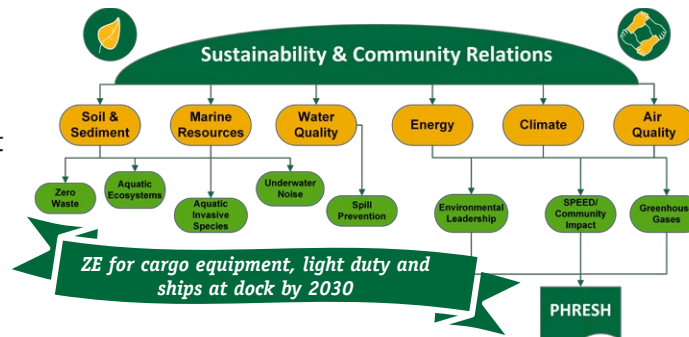 Sustainability & Community Relations
Soil &
Sediment
Marine
Resources
Water
Quality
Energy
Climate
Air
Quality
Zero
Waste
Aquatic
Ecosystems
Aquatic
Invasive
Species
Underwater
Noise
Spill
Prevention
Environmental
Leadership
SPEED/
Community
Impact
Greenhous
Gases
ZE for cargo equipment, light duty and
ships at dock by 2030
PHRESH